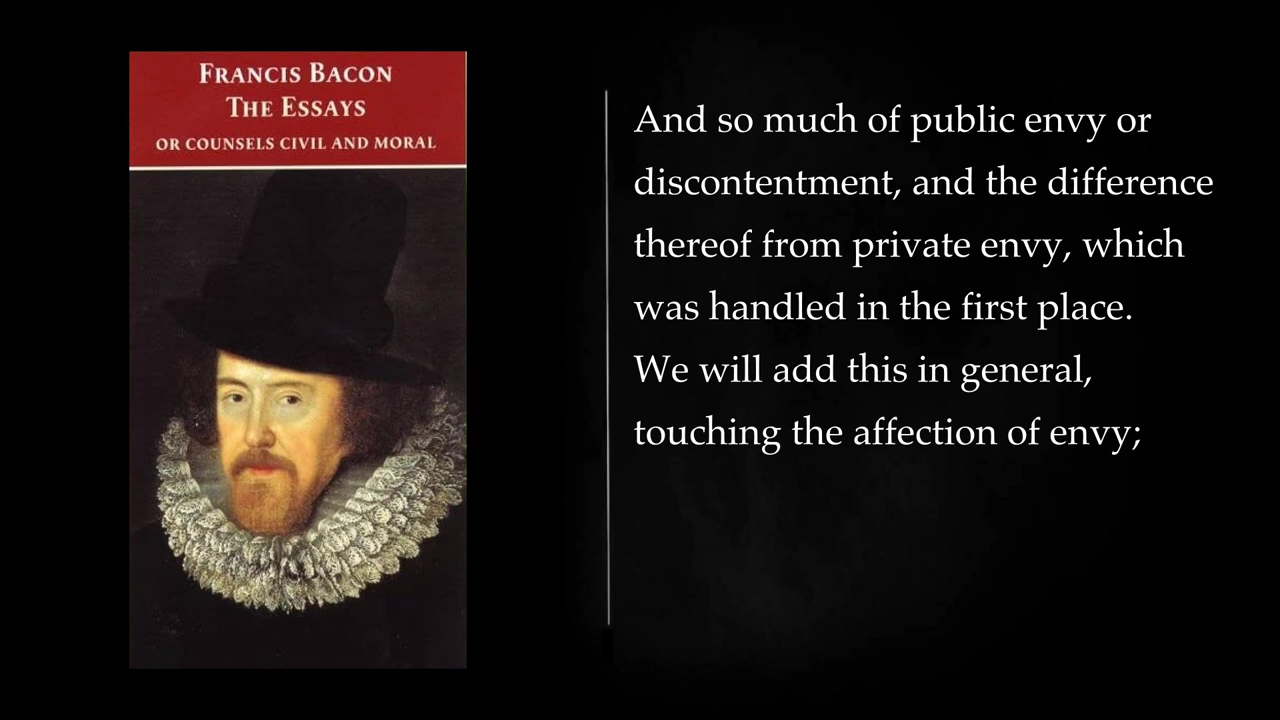 FRANCIS BACON
THE ESSAYS
OR COUNSELS CIVIL AND MORAL
And so much of public envy or
discontentment, and the difference
thereof from private envy, which
was handled in the first place.
We will add this in general,
touching the affection of envy;